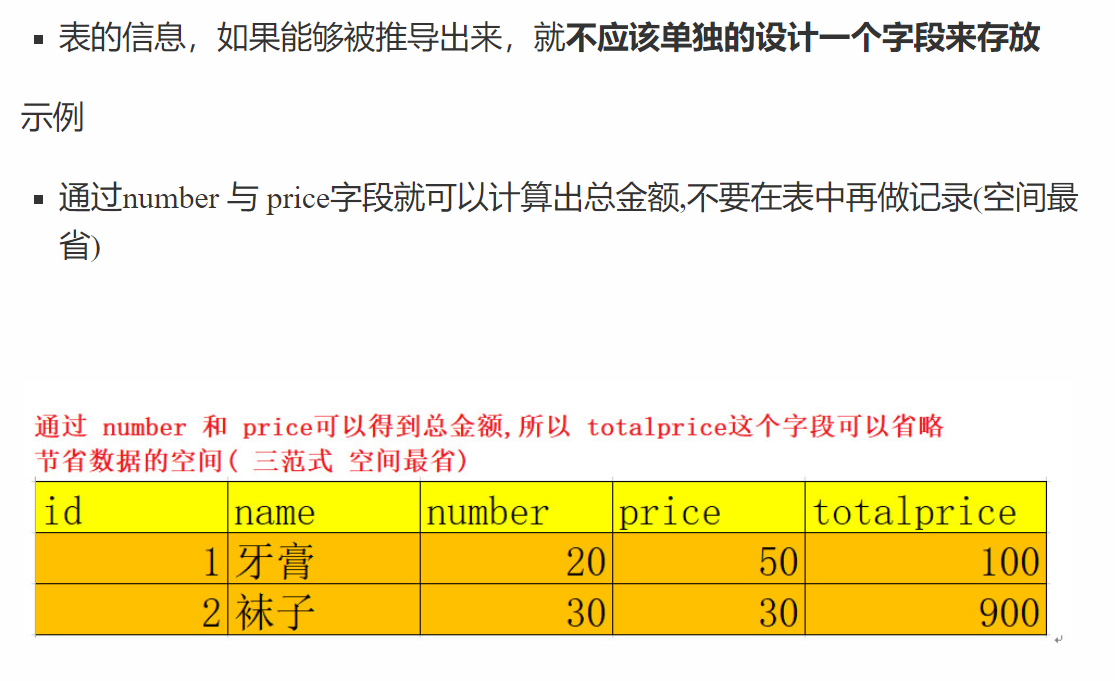 ▪ 表的信息，如果能够被推导出来，就不应该单独的设计一个字段来存放
示例
▪ 通过number 与 price字段就可以计算出总金额,不要在表中再做记录(空间最
省)
通过 number 和 price可以得到总金额,所以 totalprice这个字段可以省略
节省数据的空间( 三范式 空间最省)
id name number price totalprice
1 牙膏 20 50 100
2 袜子 30 30 900